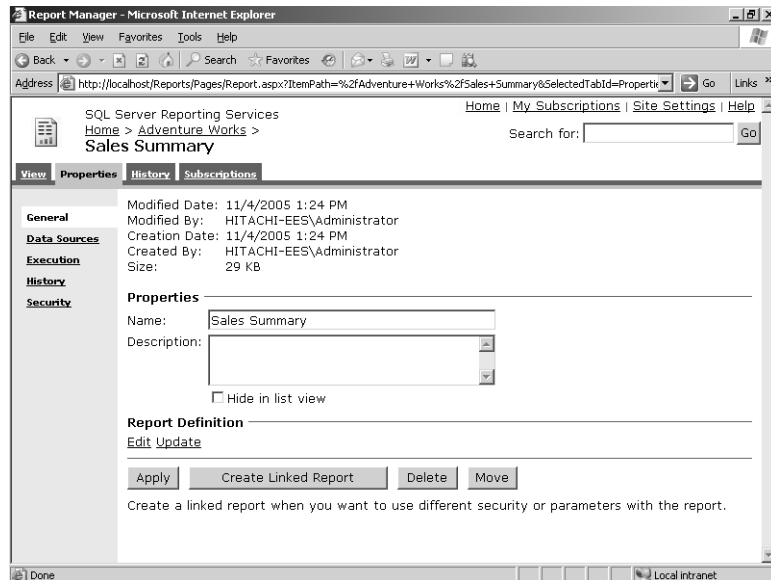 Report Manager - Microsoft Internet Explorer
File Edit View Favorites Tools Help
Back Search Favorites
Address http://localhost/Reports/Pages/Report.aspx?ItemPath=%2fAdventure+Works%2fSales+Summary&SelectedTabId=Properti Go Links »
Home | My Subscriptions | Site Settings | Help
SQL Server Reporting Services
Home > Adventure Works >
Sales Summary
Search for: Go
View Properties History Subscriptions
General
Data Sources
Execution
History
Security
Modified Date: 11/4/2005 1:24 PM
Modified By: HITACHI-EES\Administrator
Creation Date: 11/4/2005 1:24 PM
Created By: HITACHI-EES\Administrator
Size: 29 KB
Properties
Name: Sales Summary
Description:
Hide in list view
Report Definition
Edit Update
Apply Create Linked Report Delete Move
Create a linked report when you want to use different security or parameters with the report.
Done Local intranet